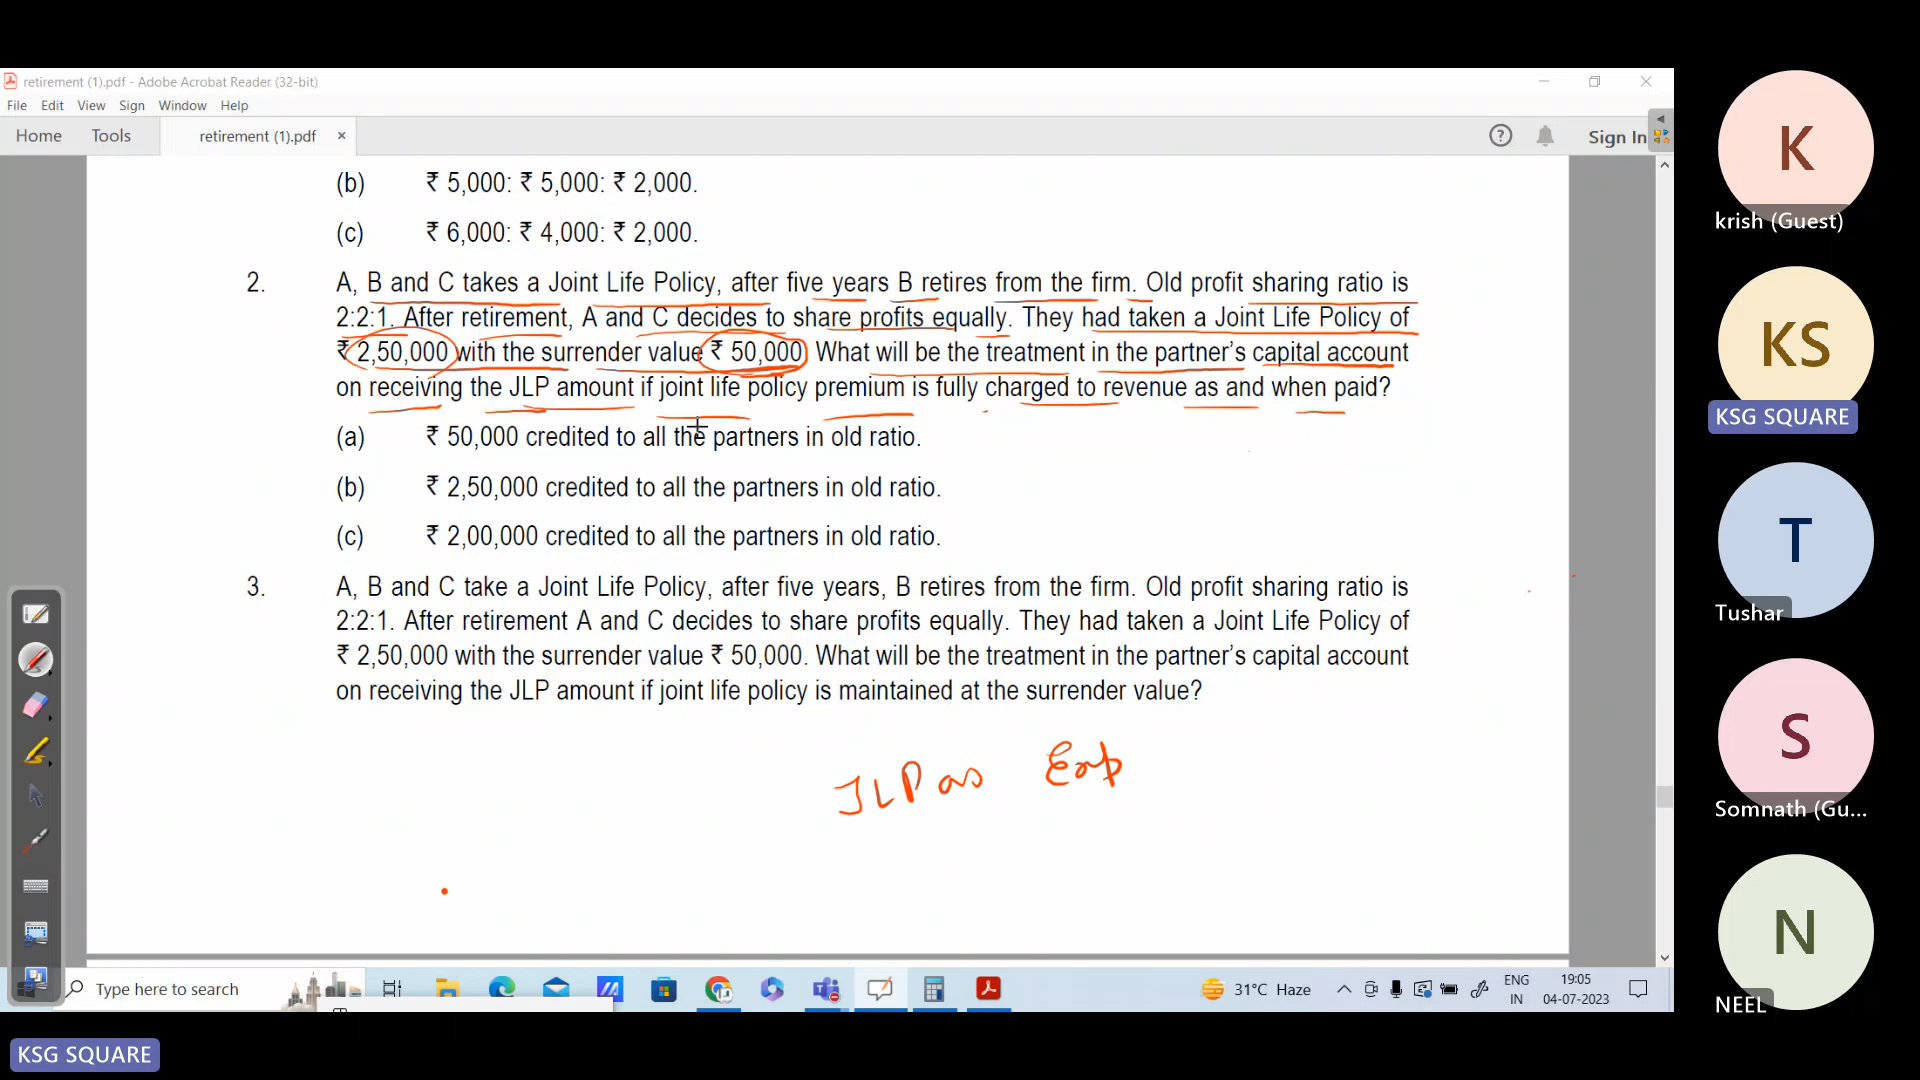 retirement (1).pdf - Adobe Acrobat Reader (32-bit)
File Edit View Sign Window Help
Home Tools retirement (1).pdf × Sign In
(b) ₹ 5,000: ₹ 5,000: ₹ 2,000.
(c) ₹ 6,000: ₹ 4,000: ₹ 2,000.
2. A, B and C takes a Joint Life Policy, after five years B retires from the firm. Old profit sharing ratio is
2:2:1. After retirement, A and C decides to share profits equally. They had taken a Joint Life Policy of
₹ 2,50,000 with the surrender value ₹ 50,000. What will be the treatment in the partner's capital account
on receiving the JLP amount if joint life policy premium is fully charged to revenue as and when paid?
(a) ₹ 50,000 credited to all the partners in old ratio.
(b) ₹ 2,50,000 credited to all the partners in old ratio.
(c) ₹ 2,00,000 credited to all the partners in old ratio.
3. A, B and C take a Joint Life Policy, after five years, B retires from the firm. Old profit sharing ratio is
2:2:1. After retirement A and C decides to share profits equally. They had taken a Joint Life Policy of
₹ 2,50,000 with the surrender value ₹ 50,000. What will be the treatment in the partner's capital account
on receiving the JLP amount if joint life policy is maintained at the surrender value?
JLP as Exp
Type here to search
31°C Haze
ENG
IN
19:05
04-07-2023
K
krish (Guest)
KS
KSG SQUARE
T
Tushar
S
Somnath (Gu...
N
NEEL
KSG SQUARE